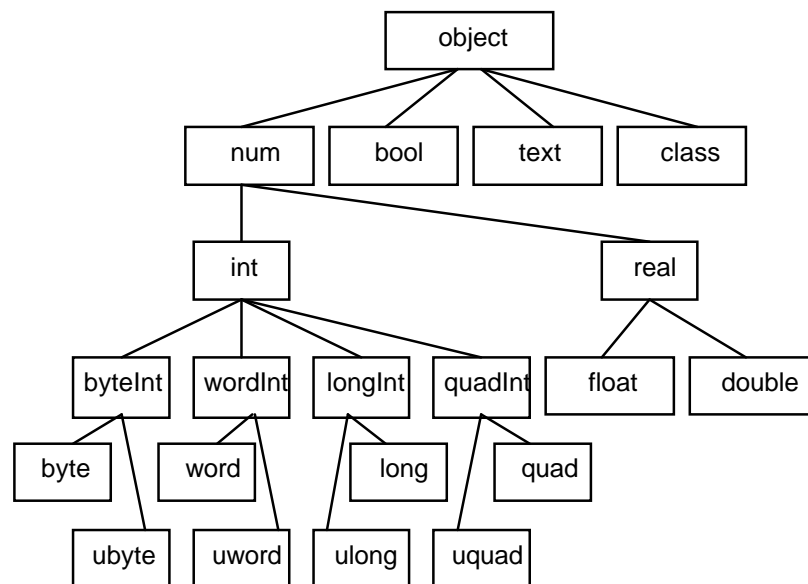 object
num bool text class
int real
byteInt wordInt longInt quadInt float double
byte word long quad
ubyte uword ulong uquad